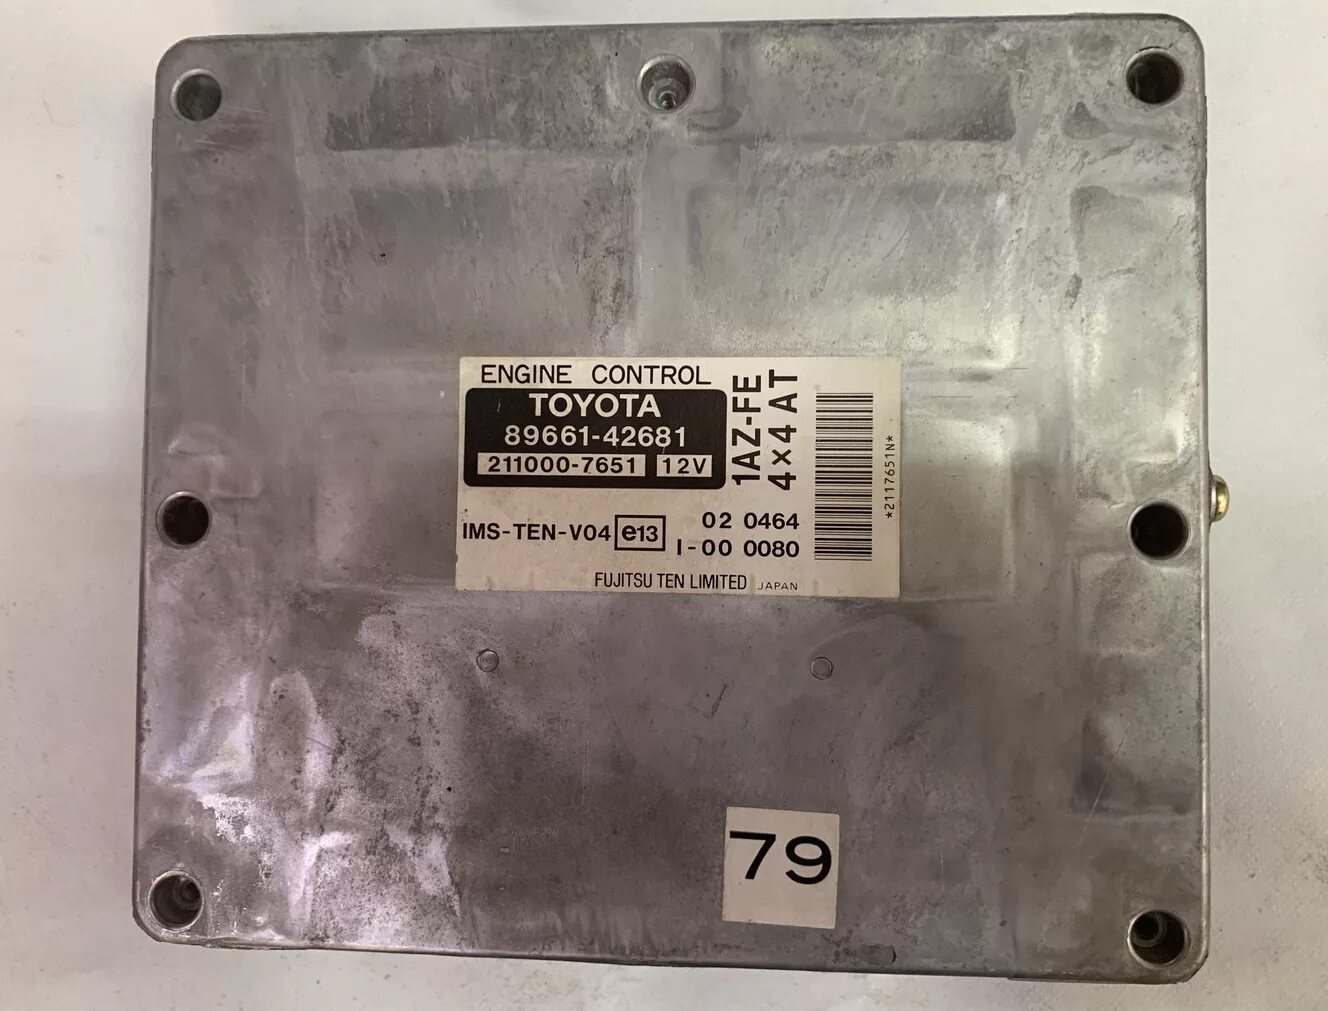 ENGINE CONTROL
TOYOTA
89661-42681
211000-7651 12V
1AZ-FE
4×4 AT
*2117651N*
IMS-TEN-V04 e13 02 0464
I-00 0080
FUJITSU TEN LIMITED JAPAN
79